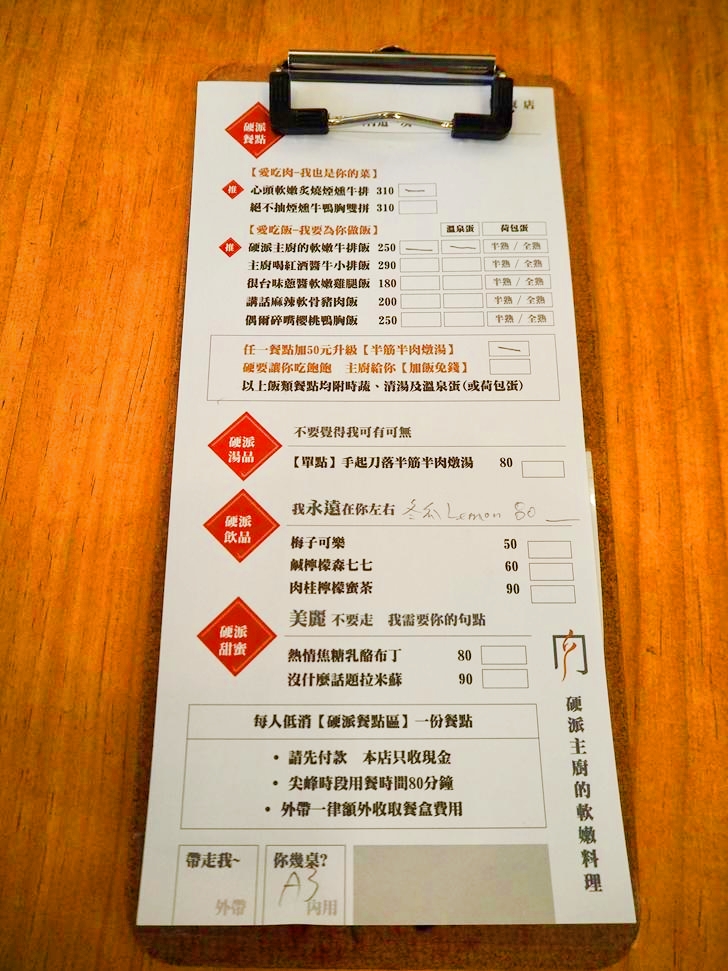 店
硬派
餐點
【愛吃肉-我也是你的菜】
推 心頭軟嫩炙燒煙燻牛排 310
絕不抽煙燻牛鴨胸雙拼 310
【愛吃飯-我要為你做飯】 溫泉蛋 荷包蛋
推 硬派主廚的軟嫩牛排飯 250 半熟 / 全熟
主廚喝紅酒醬牛小排飯 290 半熟 / 全熟
很台味蔥醬軟嫩雞腿飯 180 半熟 / 全熟
講話麻辣軟骨豬肉飯 200 半熟 / 全熟
偶爾碎嘴櫻桃鴨胸飯 250 半熟 / 全熟
任一餐點加50元升級【半筋半肉燉湯】
硬要讓你吃飽飽 主廚給你【加飯免錢】
以上飯類餐點均附時蔬、清湯及溫泉蛋(或荷包蛋)
硬派
湯品
不要覺得我可有可無
【單點】手起刀落半筋半肉燉湯 80
硬派
飲品
我永遠在你左右 冬瓜Lemon 80
梅子可樂 50
鹹檸檬森七七 60
肉桂檸檬蜜茶 90
硬派
甜蜜
美麗 不要走 我需要你的句點
熱情焦糖乳酪布丁 80
沒什麼話題拉米蘇 90
每人低消【硬派餐點區】一份餐點
• 請先付款 本店只收現金
• 尖峰時段用餐時間80分鐘
• 外帶一律額外收取餐盒費用
硬派主廚的軟嫩料理
帶走我~
外帶
你幾桌?
A3
內用